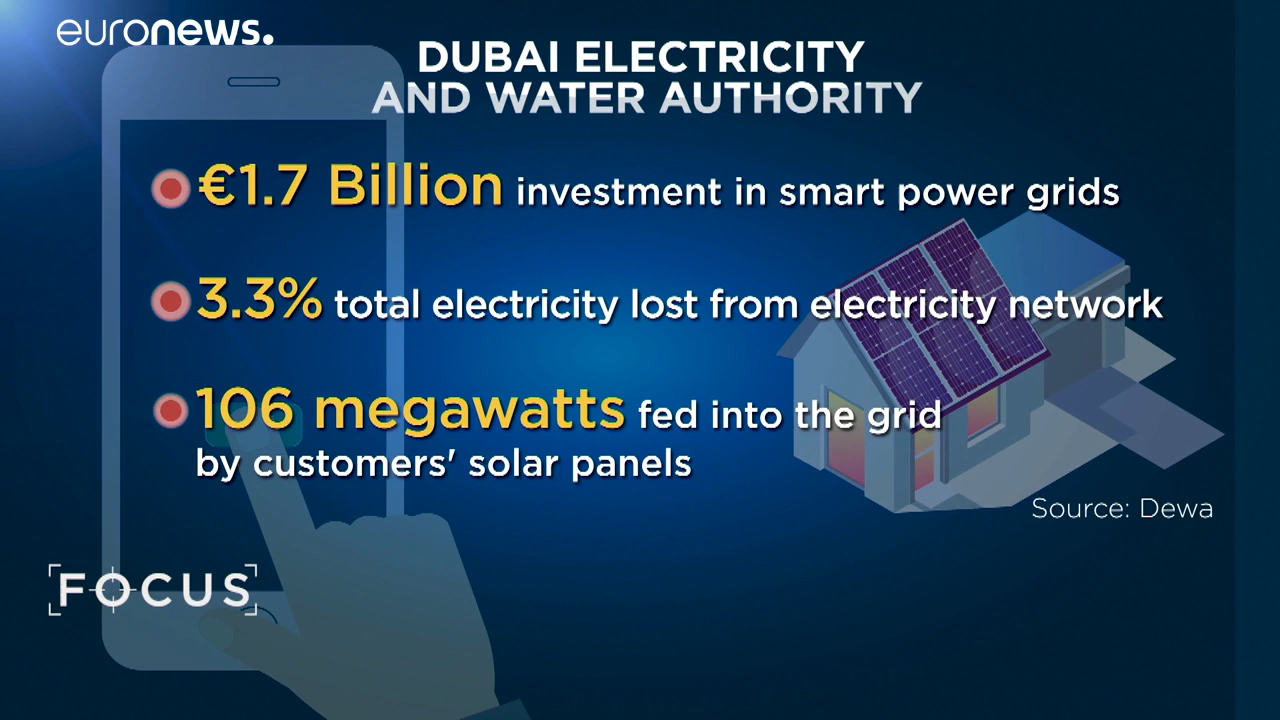 euronews.
DUBAI ELECTRICITY
AND WATER AUTHORITY
€1.7 Billion investment in smart power grids
3.3% total electricity lost from electricity network
106 megawatts fed into the grid
by customers' solar panels
Source: Dewa
FOCUS